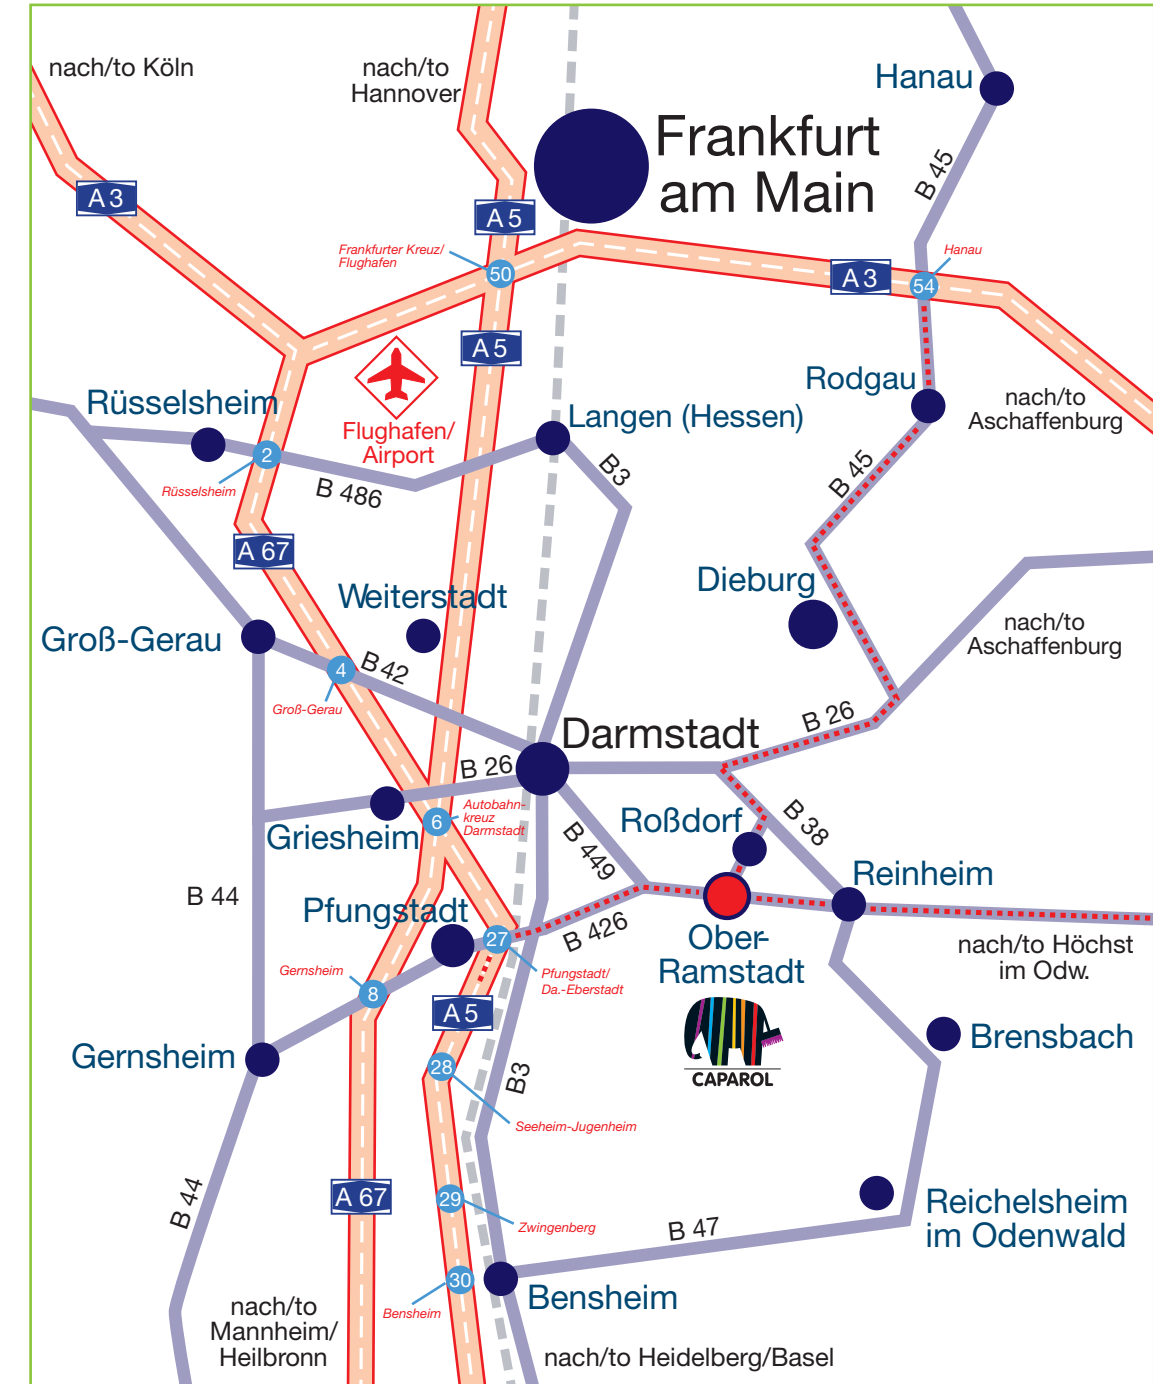 nach/to Köln
nach/to
Hannover
Hanau
Frankfurt
am Main
B 45
A 3
A 5
Frankfurter Kreuz/
Flughafen
50
Hanau
A 3
54
A 5
Rodgau
nach/to
Aschaffenburg
Rüsselsheim
Langen (Hessen)
Flughafen/
Airport
2
Rüsselsheim
B 486
B3
B 45
A 67
Dieburg
Weiterstadt
nach/to
Aschaffenburg
Groß-Gerau
4
B 42
Groß-Gerau
B 26
Darmstadt
B 26
6
Autobahn-
kreuz
Darmstadt
Griesheim
Roßdorf
B 38
B 449
Reinheim
B 44
Pfungstadt
27
B 426
Ober-
Ramstadt
nach/to Höchst
im Odw.
Gernsheim
8
Pfungstadt/
Da.-Eberstadt
A 5
Brensbach
Gernsheim
28
B3
CAPAROL
Seeheim-Jugenheim
B 44
A 67
29
Zwingenberg
B 47
Reichelsheim
im Odenwald
30
Bensheim
Bensheim
nach/to
Mannheim/
Heilbronn
nach/to Heidelberg/Basel